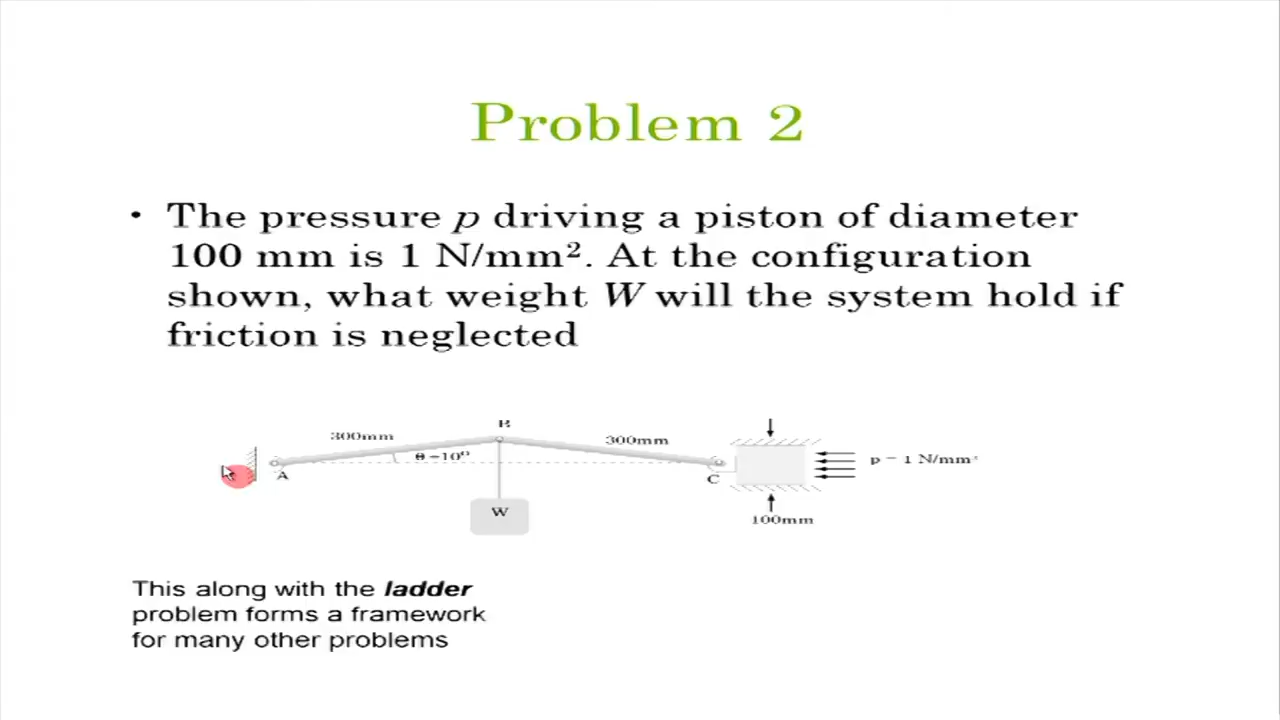 Problem 2
• The pressure p driving a piston of diameter
100 mm is 1 N/mm². At the configuration
shown, what weight W will the system hold if
friction is neglected
B
300mm
300mm
θ=10⁰
A
C
p = 1 N/mm²
W
100mm
This along with the ladder
problem forms a framework
for many other problems